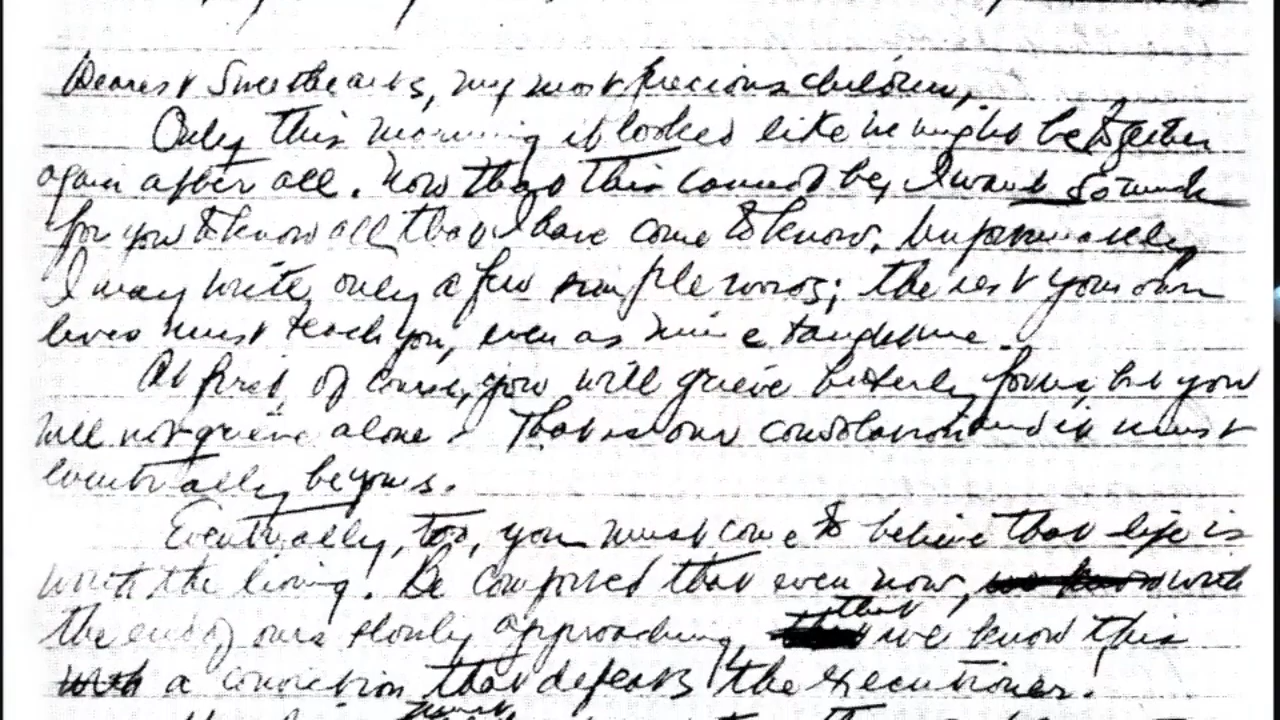 Dearest Sweethearts, my most precious children,
Only this morning it looked like we might be together
again after all. Now that this cannot be, I want so much
for you to know all that I have come to know. Unfortunately
I may write only a few simple words; the rest your own
lives must teach you, even as mine taught me.
At first, of course, you will grieve bitterly for us, but you
will not grieve alone. That is our consolation and it must
eventually be yours.
Eventually, too, you must come to believe that life is
worth the living. Be comforted that even now, with
the end of ours slowly approaching, that we know this
with a conviction that defeats the executioner.
must